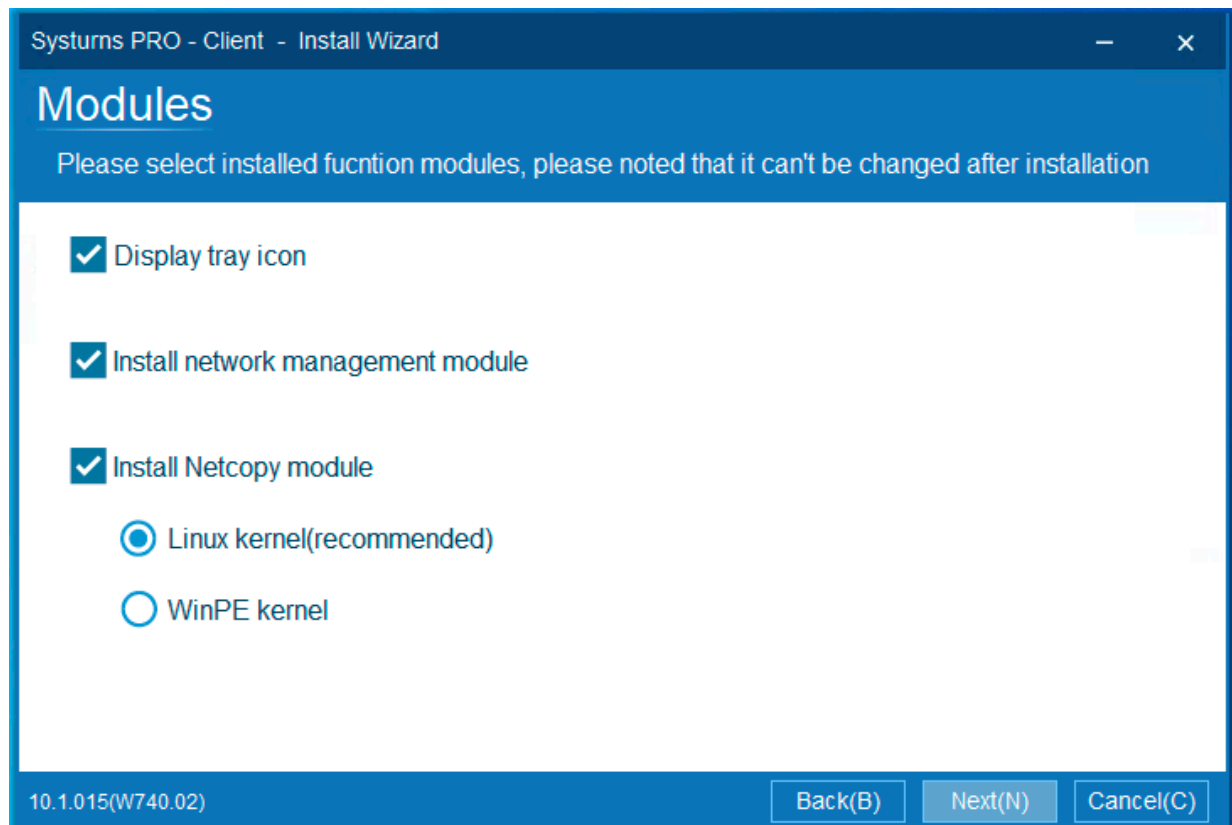 Systurns PRO - Client - Install Wizard
Modules
Please select installed fucntion modules, please noted that it can't be changed after installation
Display tray icon
Install network management module
Install Netcopy module
Linux kernel(recommended)
WinPE kernel
10.1.015(W740.02)
Back(B)
Next(N)
Cancel(C)